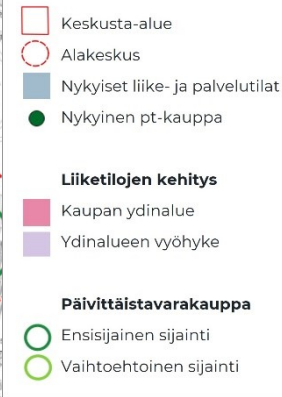 Keskusta-alue
Alakeskus
Nykyiset liike- ja palvelutilat
Nykyinen pt-kauppa
Liiketilojen kehitys
Kaupan ydinalue
Ydinalueen vyöhyke
Päivittäistavarakauppa
Ensisijainen sijainti
Vaihtoehtoinen sijainti